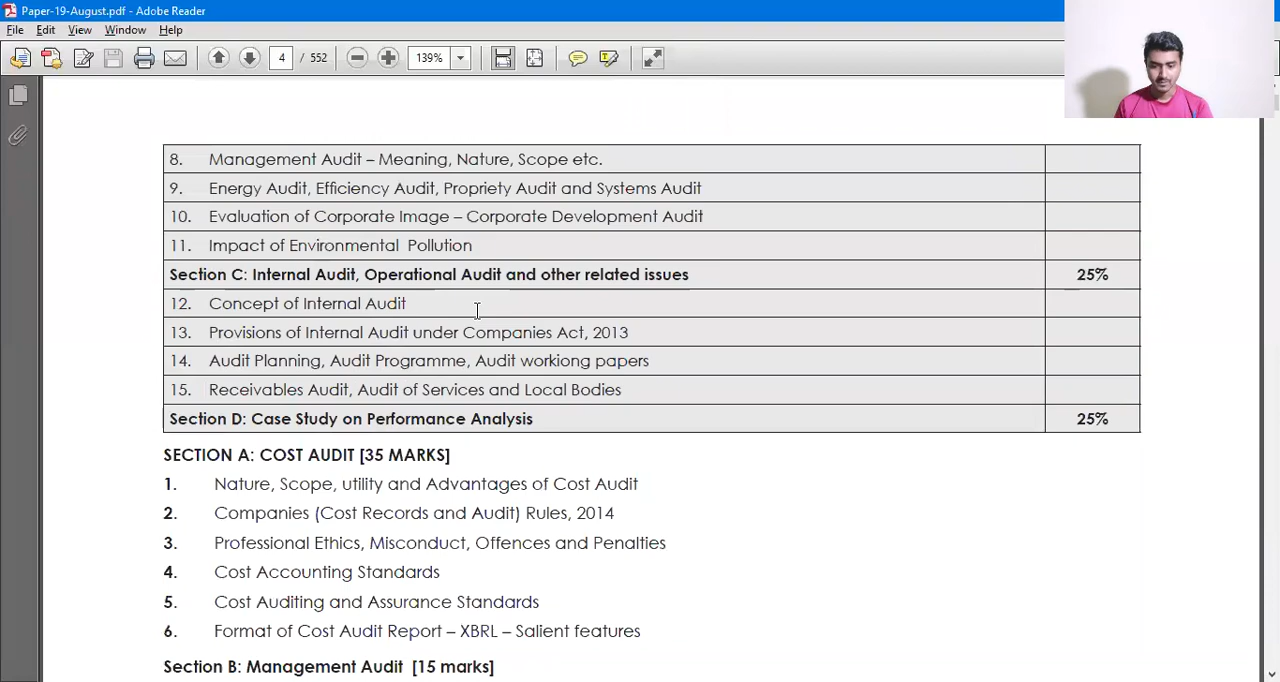 Paper-19-August.pdf - Adobe Reader
File Edit View Window Help
4 / 552 139%
8. Management Audit – Meaning, Nature, Scope etc.
9. Energy Audit, Efficiency Audit, Propriety Audit and Systems Audit
10. Evaluation of Corporate Image – Corporate Development Audit
11. Impact of Environmental Pollution
Section C: Internal Audit, Operational Audit and other related issues 25%
12. Concept of Internal Audit
13. Provisions of Internal Audit under Companies Act, 2013
14. Audit Planning, Audit Programme, Audit workiong papers
15. Receivables Audit, Audit of Services and Local Bodies
Section D: Case Study on Performance Analysis 25%
SECTION A: COST AUDIT [35 MARKS]
1. Nature, Scope, utility and Advantages of Cost Audit
2. Companies (Cost Records and Audit) Rules, 2014
3. Professional Ethics, Misconduct, Offences and Penalties
4. Cost Accounting Standards
5. Cost Auditing and Assurance Standards
6. Format of Cost Audit Report – XBRL – Salient features
Section B: Management Audit [15 marks]